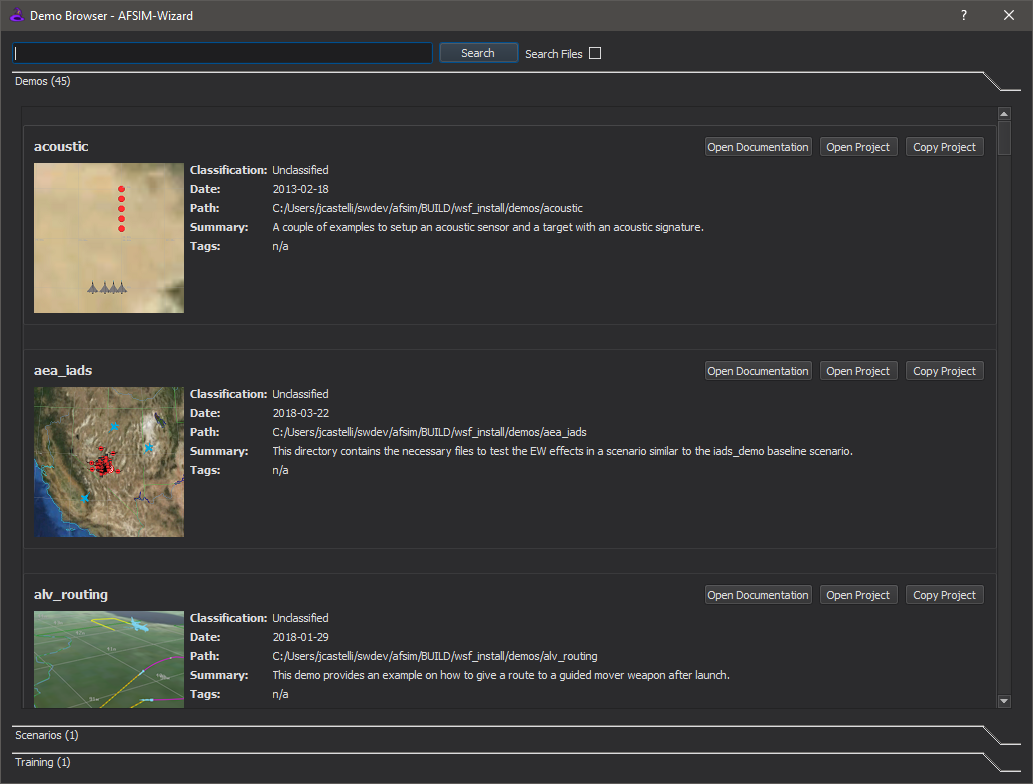 Demo Browser - AFSIM-Wizard
?
Search
Search Files
Demos (45)
acoustic
Open Documentation
Open Project
Copy Project
Classification: Unclassified
Date: 2013-02-18
Path: C:/Users/jcastelli/swdev/afsim/BUILD/wsf_install/demos/acoustic
Summary: A couple of examples to setup an acoustic sensor and a target with an acoustic signature.
Tags: n/a
aea_iads
Open Documentation
Open Project
Copy Project
Classification: Unclassified
Date: 2018-03-22
Path: C:/Users/jcastelli/swdev/afsim/BUILD/wsf_install/demos/aea_iads
Summary: This directory contains the necessary files to test the EW effects in a scenario similar to the iads_demo baseline scenario.
Tags: n/a
alv_routing
Open Documentation
Open Project
Copy Project
Classification: Unclassified
Date: 2018-01-29
Path: C:/Users/jcastelli/swdev/afsim/BUILD/wsf_install/demos/alv_routing
Summary: This demo provides an example on how to give a route to a guided mover weapon after launch.
Tags: n/a
Scenarios (1)
Training (1)